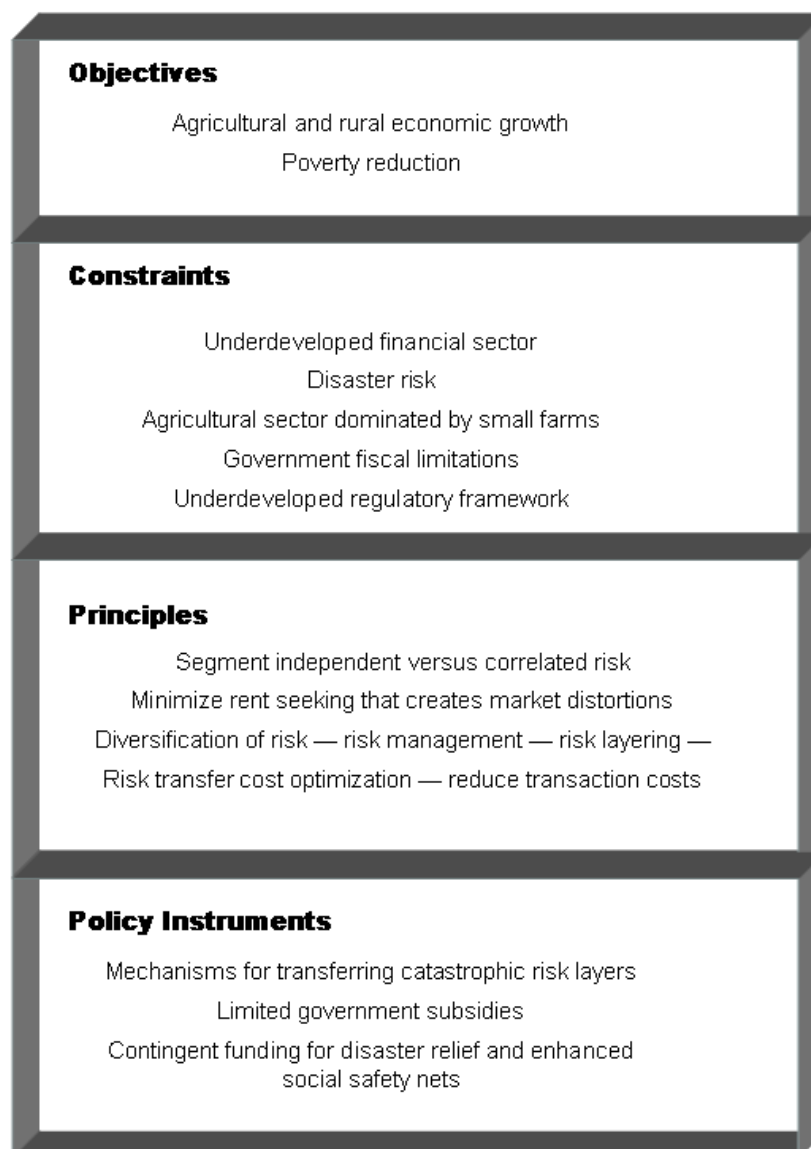 Objectives
Agricultural and rural economic growth
Poverty reduction
Constraints
Underdeveloped financial sector
Disaster risk
Agricultural sector dominated by small farms
Government fiscal limitations
Underdeveloped regulatory framework
Principles
Segment independent versus correlated risk
Minimize rent seeking that creates market distortions
Diversification of risk — risk management — risk layering —
Risk transfer cost optimization — reduce transaction costs
Policy Instruments
Mechanisms for transferring catastrophic risk layers
Limited government subsidies
Contingent funding for disaster relief and enhanced
social safety nets